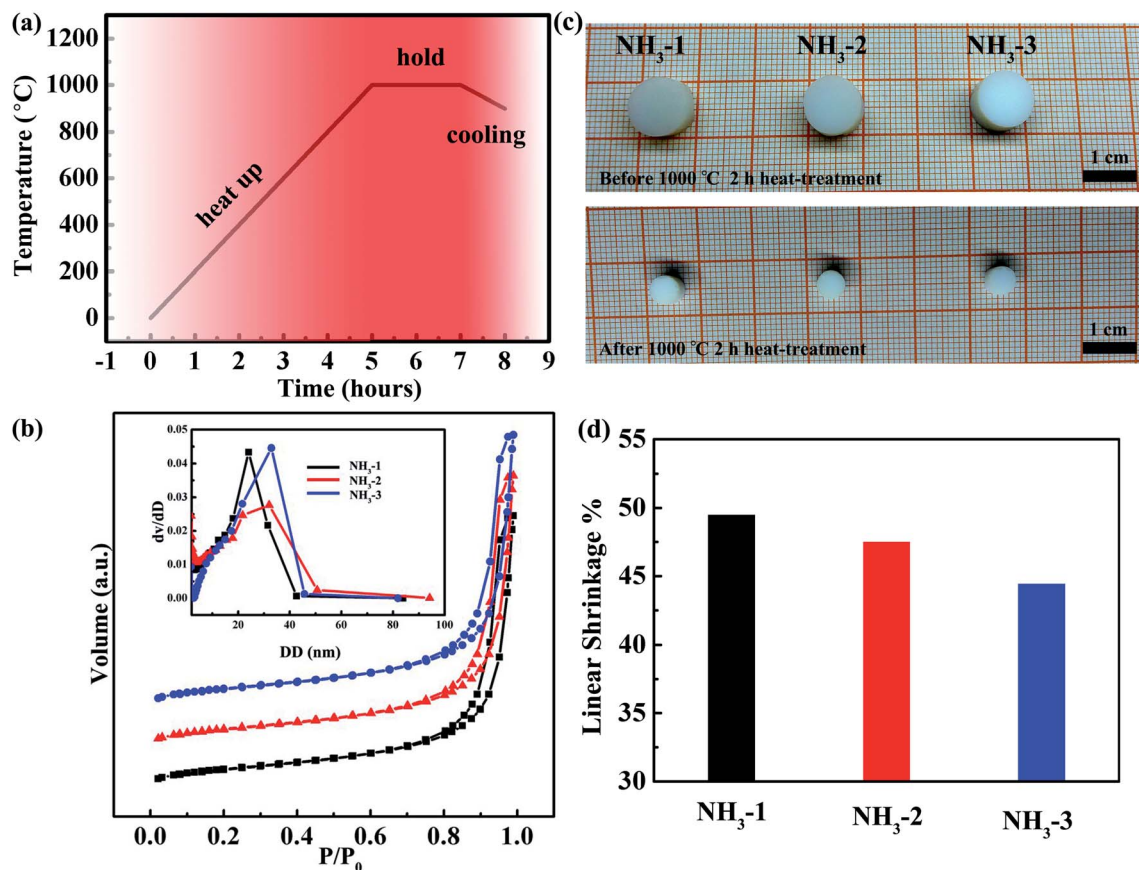 (a)
1200
1000
800
600
400
200
0
Temperature ( °C)
heat up
hold
cooling
-1 0 1 2 3 4 5 6 7 8 9
Time (hours)
(c)
NH₃-1 NH₃-2 NH₃-3
1 cm
Before 1000 °C 2 h heat-treatment
1 cm
After 1000 °C 2 h heat-treatment
(b)
Volume (a.u.)
0.05
0.04
0.03
0.02
0.01
0.00
dv/dD
NH₃-1
NH₃-2
NH₃-3
20 40 60 80 100
DD (nm)
0.0 0.2 0.4 0.6 0.8 1.0
P/P₀
(d)
55
50
45
40
35
30
Linear Shrinkage %
NH₃-1 NH₃-2 NH₃-3